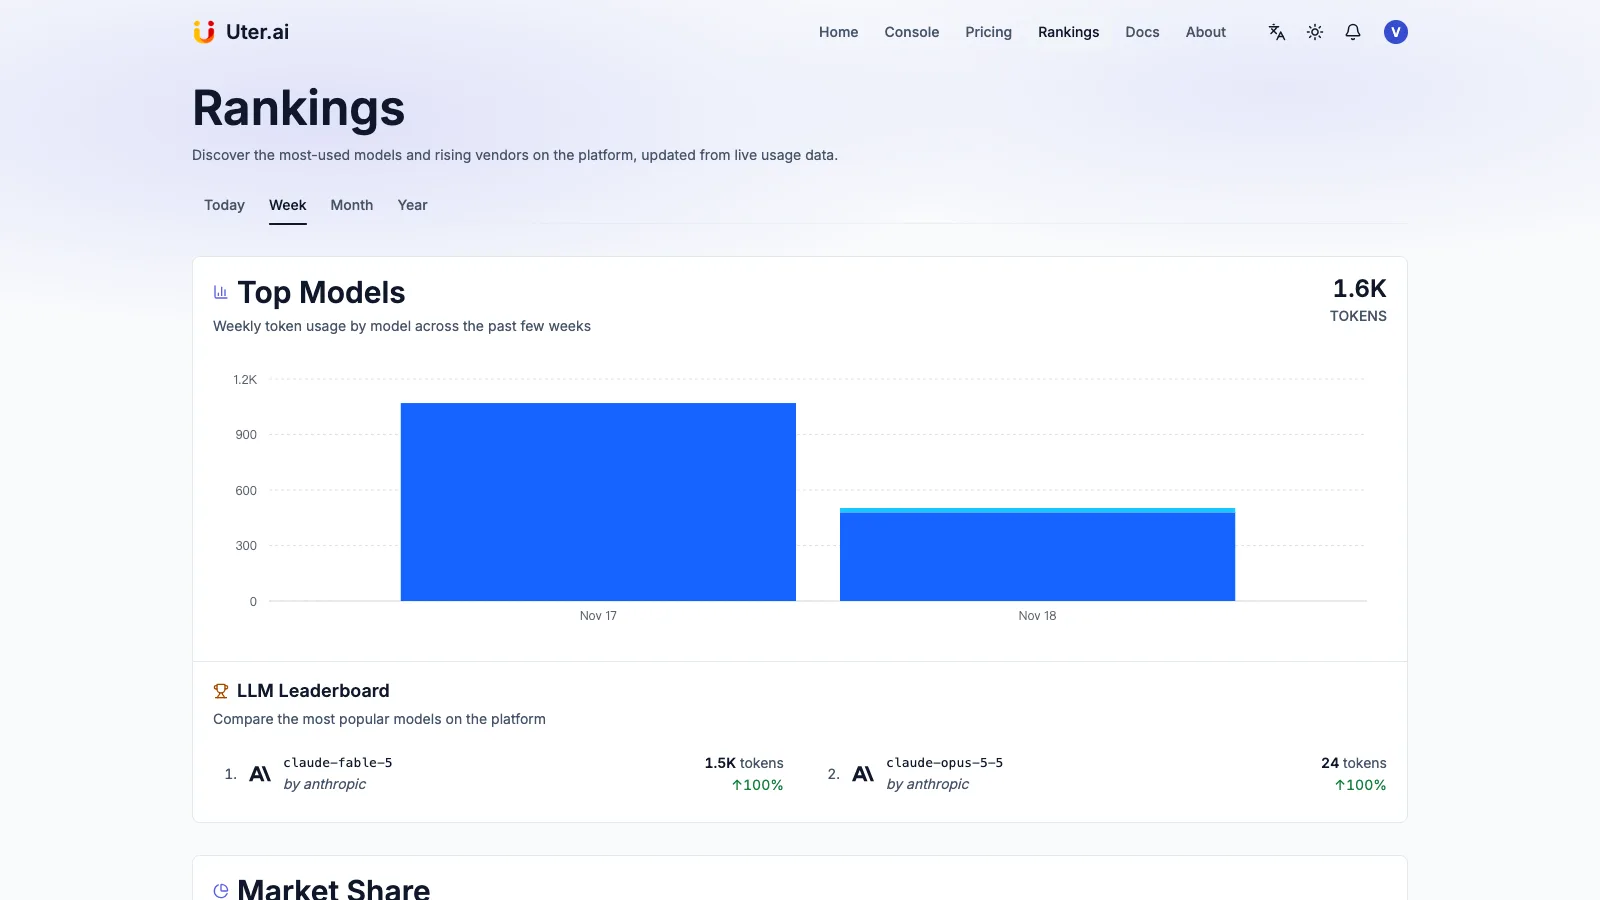 Uter.ai
Home Console Pricing Rankings Docs About V
Rankings
Discover the most-used models and rising vendors on the platform, updated from live usage data.
Today Week Month Year
Top Models
Weekly token usage by model across the past few weeks
1.6K
TOKENS
1.2K
900
600
300
0
Nov 17 Nov 18
LLM Leaderboard
Compare the most popular models on the platform
1. claude-fable-5
by anthropic
1.5K tokens
↑100%
2. claude-opus-5-5
by anthropic
24 tokens
↑100%
Market Share